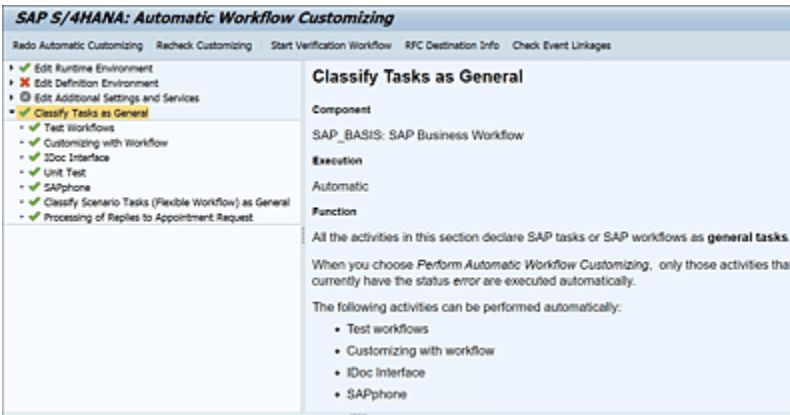 SAP S/4HANA: Automatic Workflow Customizing
Redo Automatic Customizing Recheck Customizing Start Verification Workflow RFC Destination Info Check Event Linkages
Edit Runtime Environment
Edit Definition Environment
Edit Additional Settings and Services
Classify Tasks as General
Test Workflows
Customizing with Workflow
IDoc Interface
Unit Test
SAPphone
Classify Scenario Tasks (Flexible Workflow) as General
Processing of Replies to Appointment Request
Classify Tasks as General
Component
SAP_BASIS: SAP Business Workflow
Execution
Automatic
Function
All the activities in this section declare SAP tasks or SAP workflows as general tasks.
When you choose Perform Automatic Workflow Customizing, only those activities tha
currently have the status error are executed automatically.
The following activities can be performed automatically:
• Test workflows
• Customizing with workflow
• IDoc Interface
• SAPphone